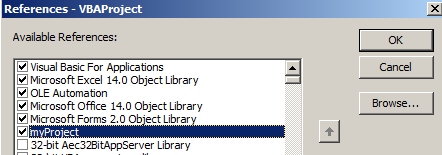 References - VBAProject
Available References:
OK
Visual Basic For Applications
Microsoft Excel 14.0 Object Library
Cancel
OLE Automation
Microsoft Office 14.0 Object Library
Microsoft Forms 2.0 Object Library
Browse...
myProject
32-bit Aec32BitAppServer Library